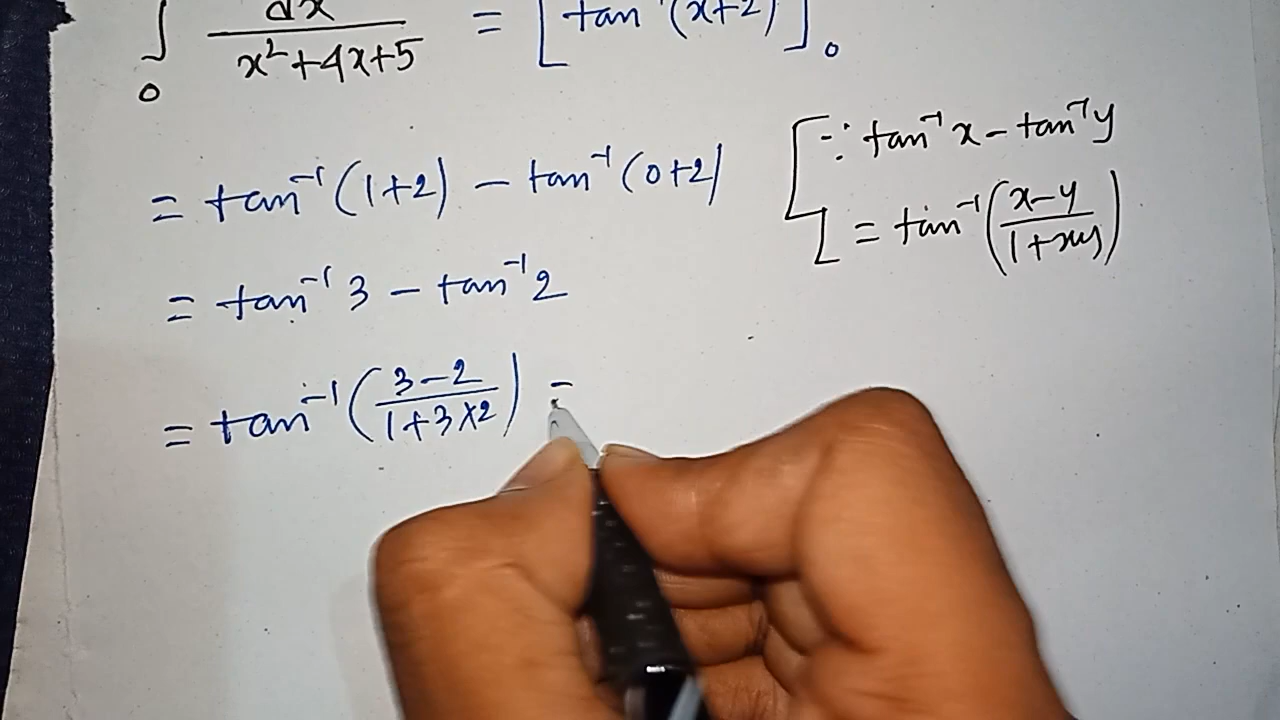 ∫₀ dx/(x²+4x+5) = [tan (x+2)]₀
= tan⁻¹(1+2) – tan⁻¹(0+2)
= tan⁻¹3 – tan⁻¹2
= tan⁻¹((3–2)/(1+3×2)) =
[∵ tan⁻¹x – tan⁻¹y
= tan⁻¹((x–y)/(1+xy))